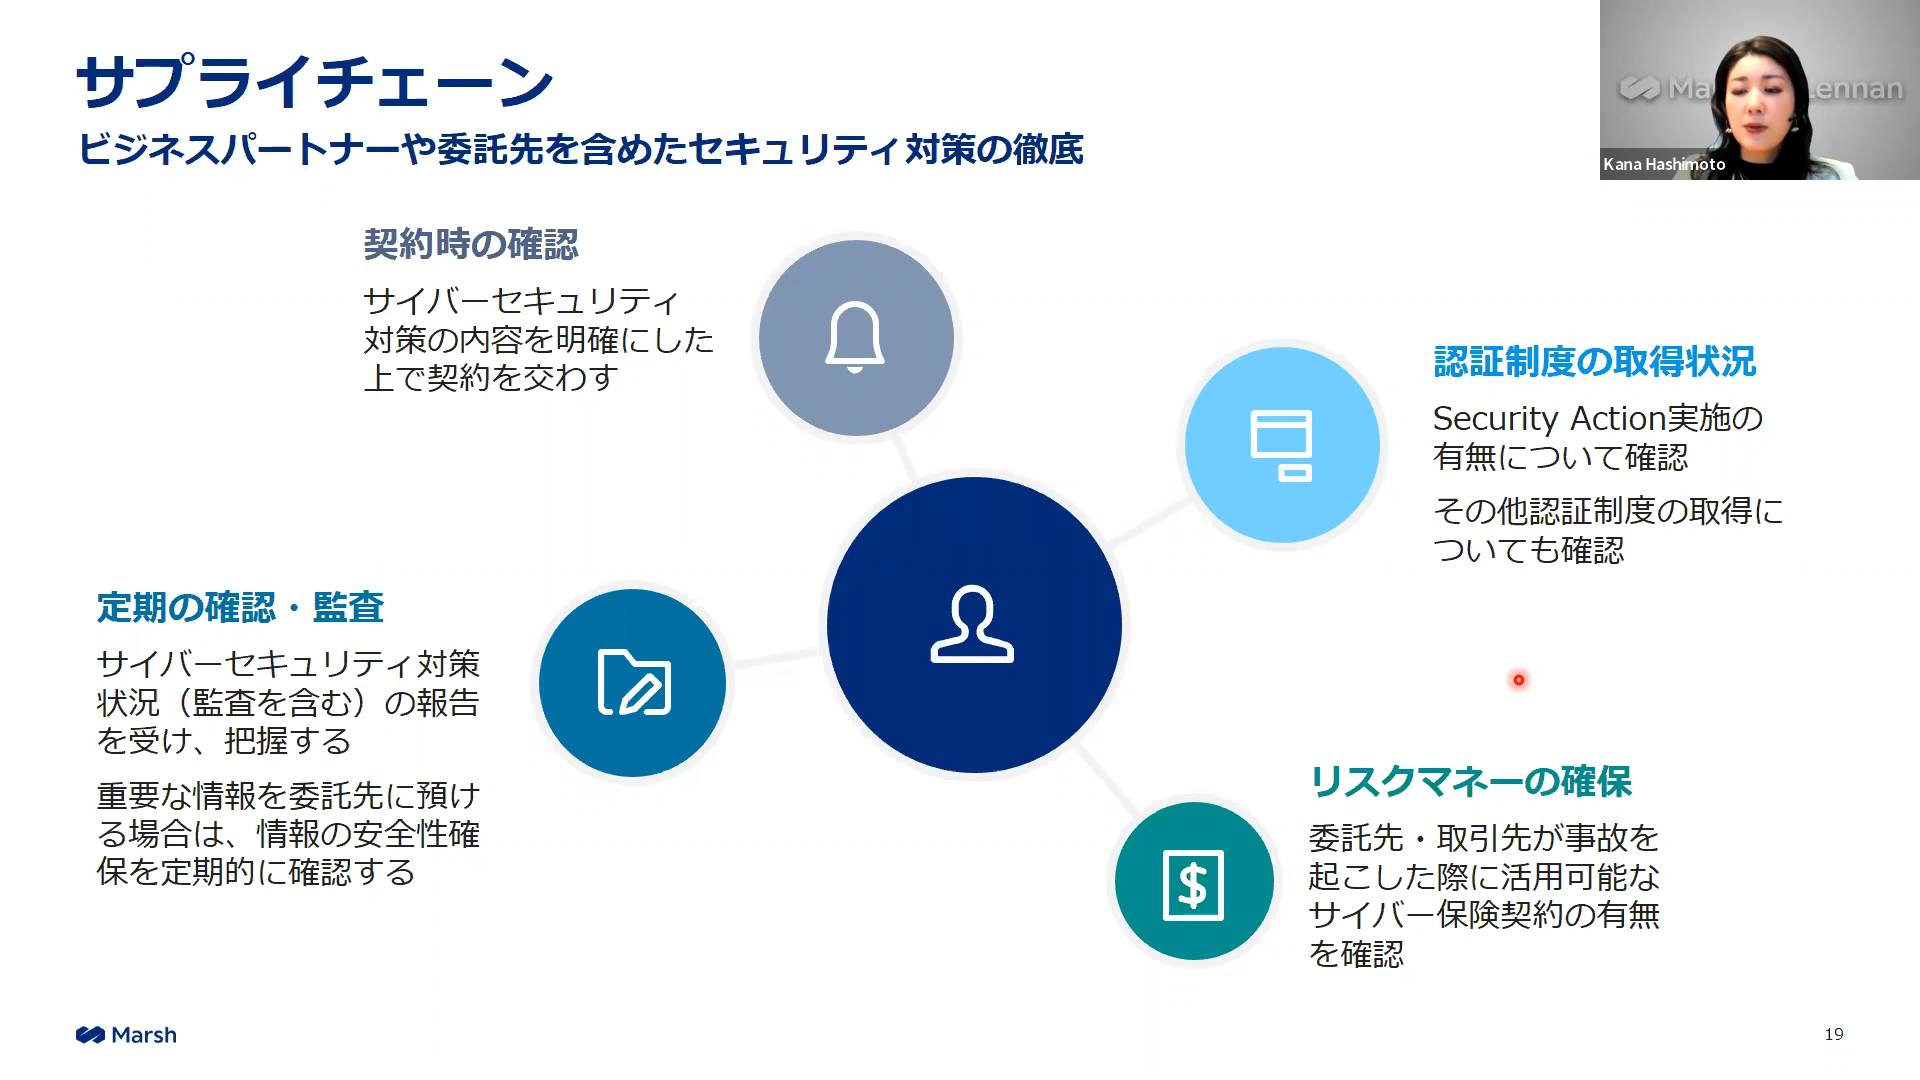 サプライチェーン
ビジネスパートナーや委託先を含めたセキュリティ対策の徹底
Kana Hashimoto
契約時の確認
サイバーセキュリティ
対策の内容を明確にした
上で契約を交わす
認証制度の取得状況
Security Action実施の
有無について確認
その他認証制度の取得に
ついても確認
定期の確認・監査
サイバーセキュリティ対策
状況（監査を含む）の報告
を受け、把握する
重要な情報を委託先に預け
る場合は、情報の安全性確
保を定期的に確認する
リスクマネーの確保
委託先・取引先が事故を
起こした際に活用可能な
サイバー保険契約の有無
を確認
Marsh
19